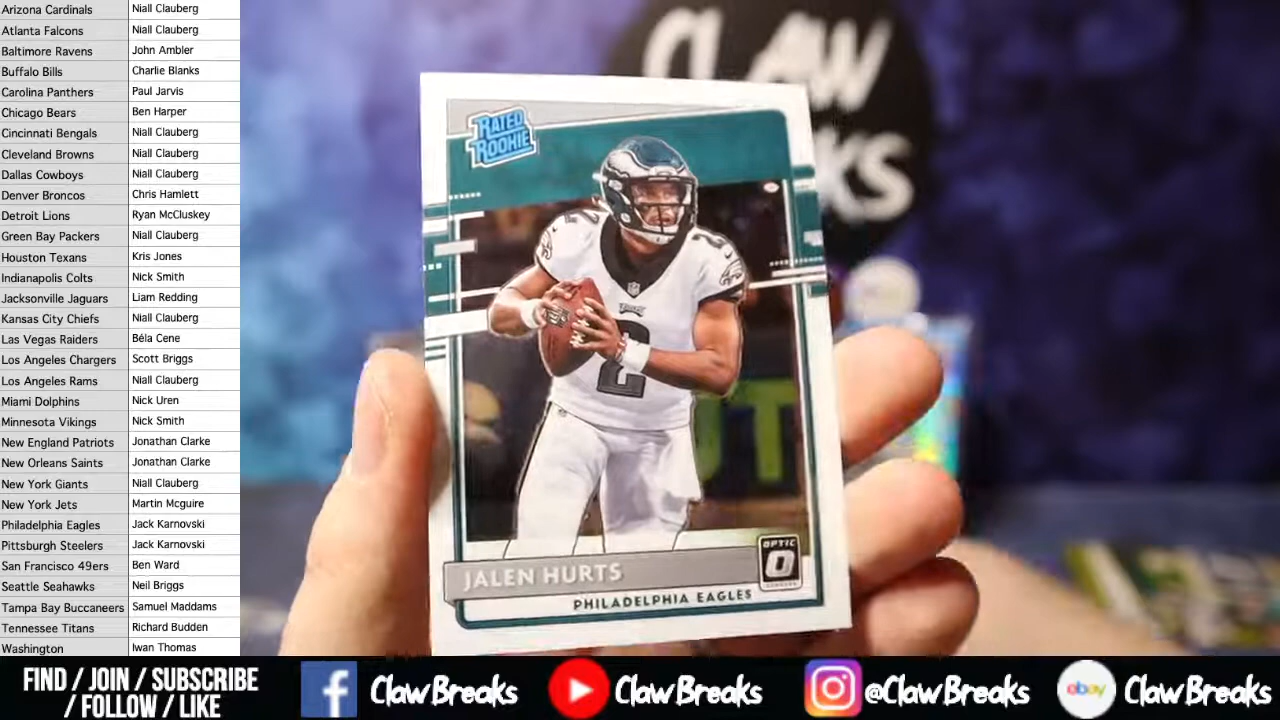 Arizona Cardinals Niall Clauberg
Atlanta Falcons Niall Clauberg
Baltimore Ravens John Ambler
Buffalo Bills Charlie Blanks
Carolina Panthers Paul Jarvis
Chicago Bears Ben Harper
Cincinnati Bengals Niall Clauberg
Cleveland Browns Niall Clauberg
Dallas Cowboys Niall Clauberg
Denver Broncos Chris Hamlett
Detroit Lions Ryan McCluskey
Green Bay Packers Niall Clauberg
Houston Texans Kris Jones
Indianapolis Colts Nick Smith
Jacksonville Jaguars Liam Redding
Kansas City Chiefs Niall Clauberg
Las Vegas Raiders Béla Cene
Los Angeles Chargers Scott Briggs
Los Angeles Rams Niall Clauberg
Miami Dolphins Nick Uren
Minnesota Vikings Nick Smith
New England Patriots Jonathan Clarke
New Orleans Saints Jonathan Clarke
New York Giants Niall Clauberg
New York Jets Martin Mcguire
Philadelphia Eagles Jack Karnovski
Pittsburgh Steelers Jack Karnovski
San Francisco 49ers Ben Ward
Seattle Seahawks Neil Briggs
Tampa Bay Buccaneers Samuel Maddams
Tennessee Titans Richard Budden
Washington Iwan Thomas
CLAW
KS
RATED
ROOKIE
2
2
2
OPTIC
O
JALEN HURTS
PHILADELPHIA EAGLES
FIND / JOIN / SUBSCRIBE
/ FOLLOW / LIKE
f ClawBreaks
ClawBreaks
@ClawBreaks
ebay ClawBreaks